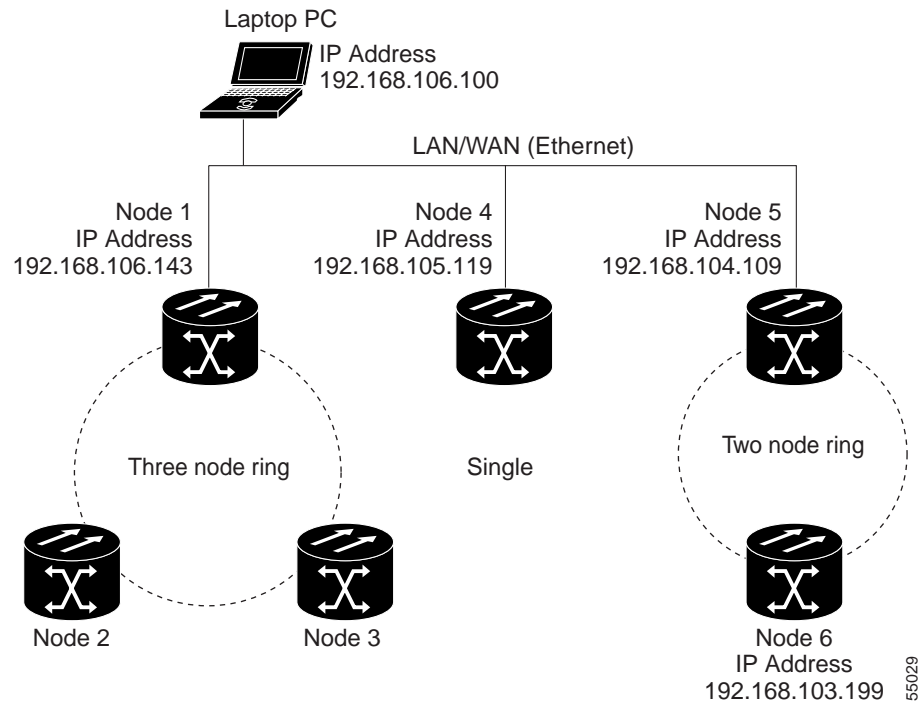 Laptop PC
IP Address
192.168.106.100
LAN/WAN (Ethernet)
Node 1
IP Address
192.168.106.143
Node 4
IP Address
192.168.105.119
Node 5
IP Address
192.168.104.109
Three node ring
Single
Two node ring
Node 2
Node 3
Node 6
IP Address
192.168.103.199
55029